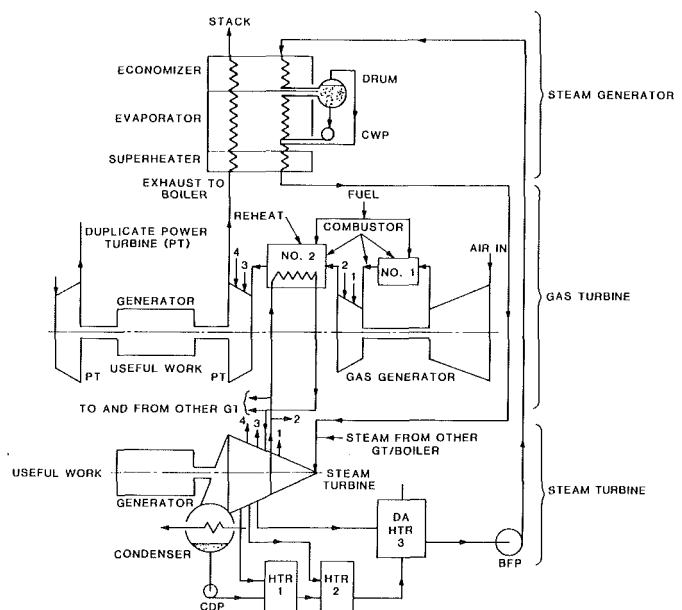 STACK
ECONOMIZER
DRUM
EVAPORATOR
CWP
SUPERHEATER
EXHAUST TO
BOILER
STEAM GENERATOR
FUEL
DUPLICATE POWER
TURBINE (PT)
REHEAT
COMBUSTOR
AIR IN
4
3
NO. 2
2
1
NO. 1
GENERATOR
GAS TURBINE
USEFUL WORK
PT
PT
GAS GENERATOR
TO AND FROM OTHER GT
4
3
2
1
STEAM FROM OTHER
GT/BOILER
USEFUL WORK
STEAM
TURBINE
GENERATOR
STEAM TURBINE
CONDENSER
DA
HTR
3
BFP
HTR
1
HTR
2
CDP